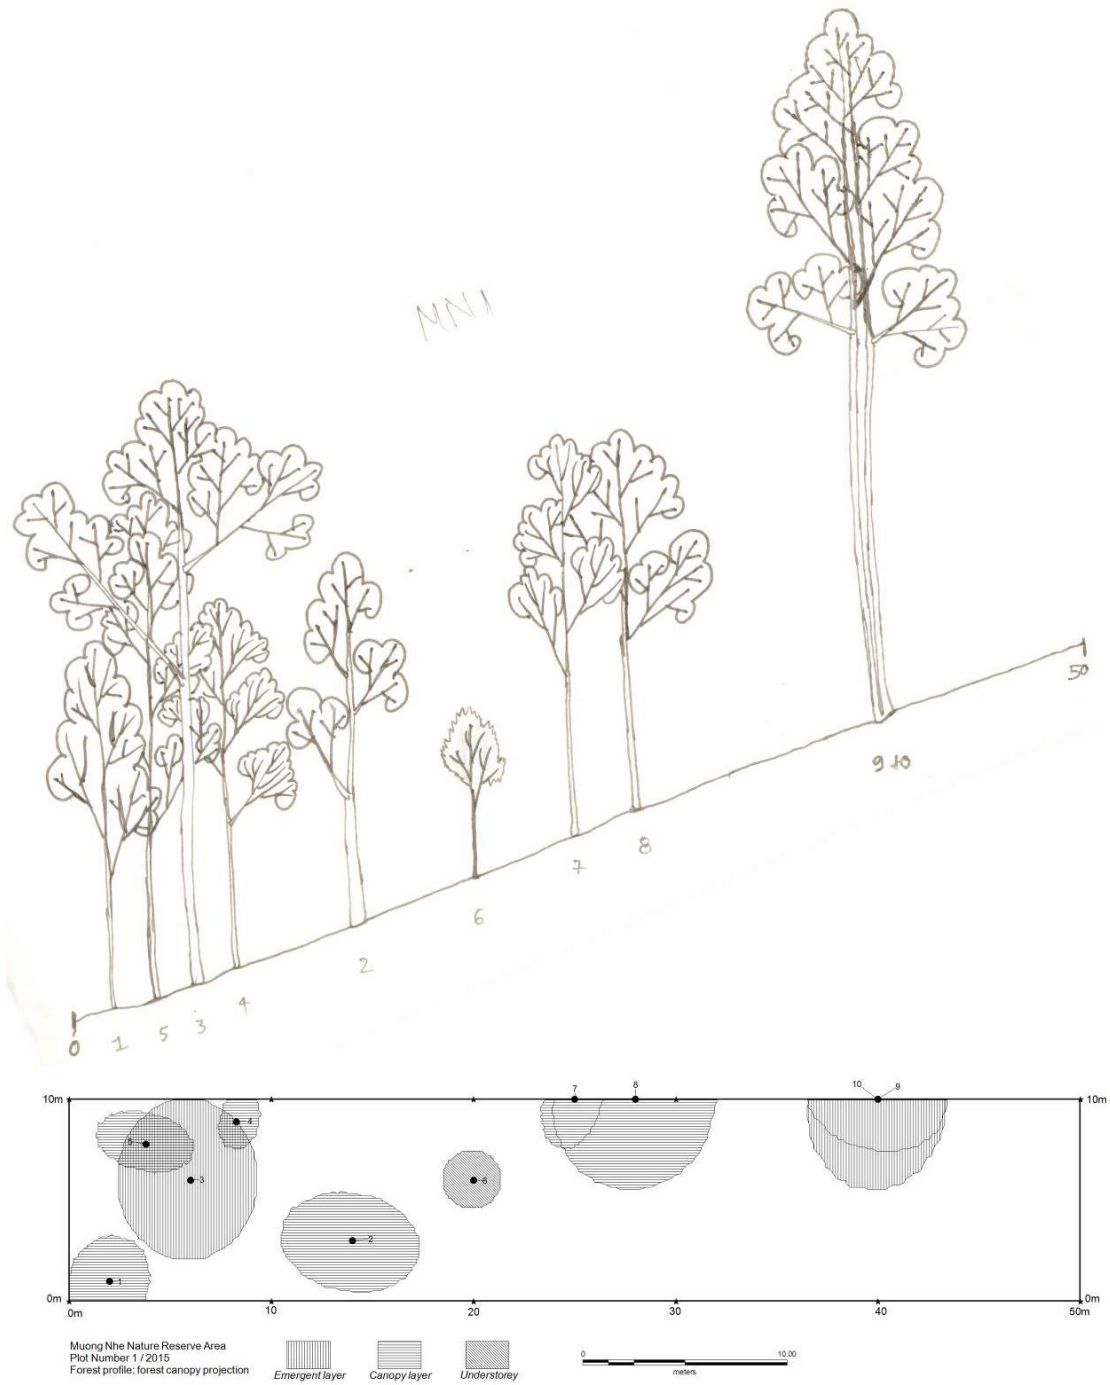 MN1
50
9 10
8
7
6
2
4
3
5
1
0
10m
10
9
7
8
10m
4
5
3
6
2
1
0m
0m
0m
10
20
30
40
50m
Muong Nhe Nature Reserve Area
Plot Number 1 / 2015
Forest profile: forest canopy projection
Emergent layer
Canopy layer
Understorey
0
10.00
meters